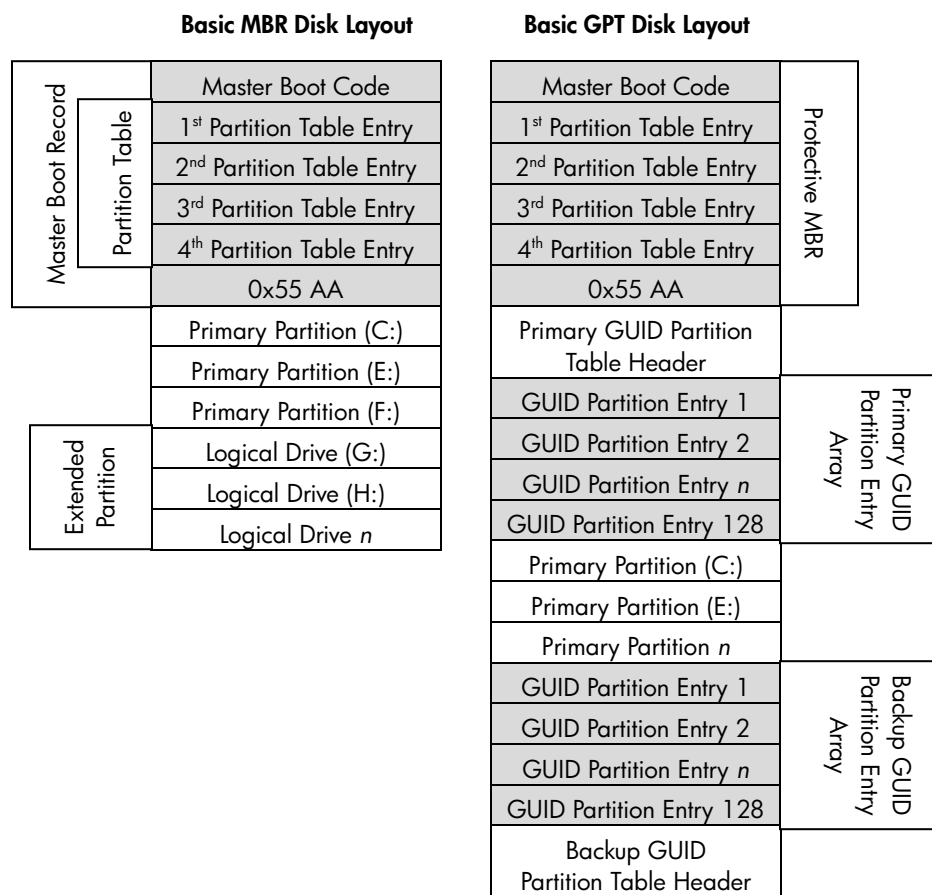 Basic MBR Disk Layout
Master Boot Record
Partition Table
Master Boot Code
1st Partition Table Entry
2nd Partition Table Entry
3rd Partition Table Entry
4th Partition Table Entry
0x55 AA
Primary Partition (C:)
Primary Partition (E:)
Primary Partition (F:)
Extended
Partition
Logical Drive (G:)
Logical Drive (H:)
Logical Drive n
Basic GPT Disk Layout
Master Boot Code
1st Partition Table Entry
2nd Partition Table Entry
3rd Partition Table Entry
4th Partition Table Entry
0x55 AA
Protective MBR
Primary GUID Partition
Table Header
GUID Partition Entry 1
GUID Partition Entry 2
GUID Partition Entry n
GUID Partition Entry 128
Primary GUID
Partition Entry
Array
Primary Partition (C:)
Primary Partition (E:)
Primary Partition n
GUID Partition Entry 1
GUID Partition Entry 2
GUID Partition Entry n
GUID Partition Entry 128
Backup GUID
Partition Entry
Array
Backup GUID
Partition Table Header